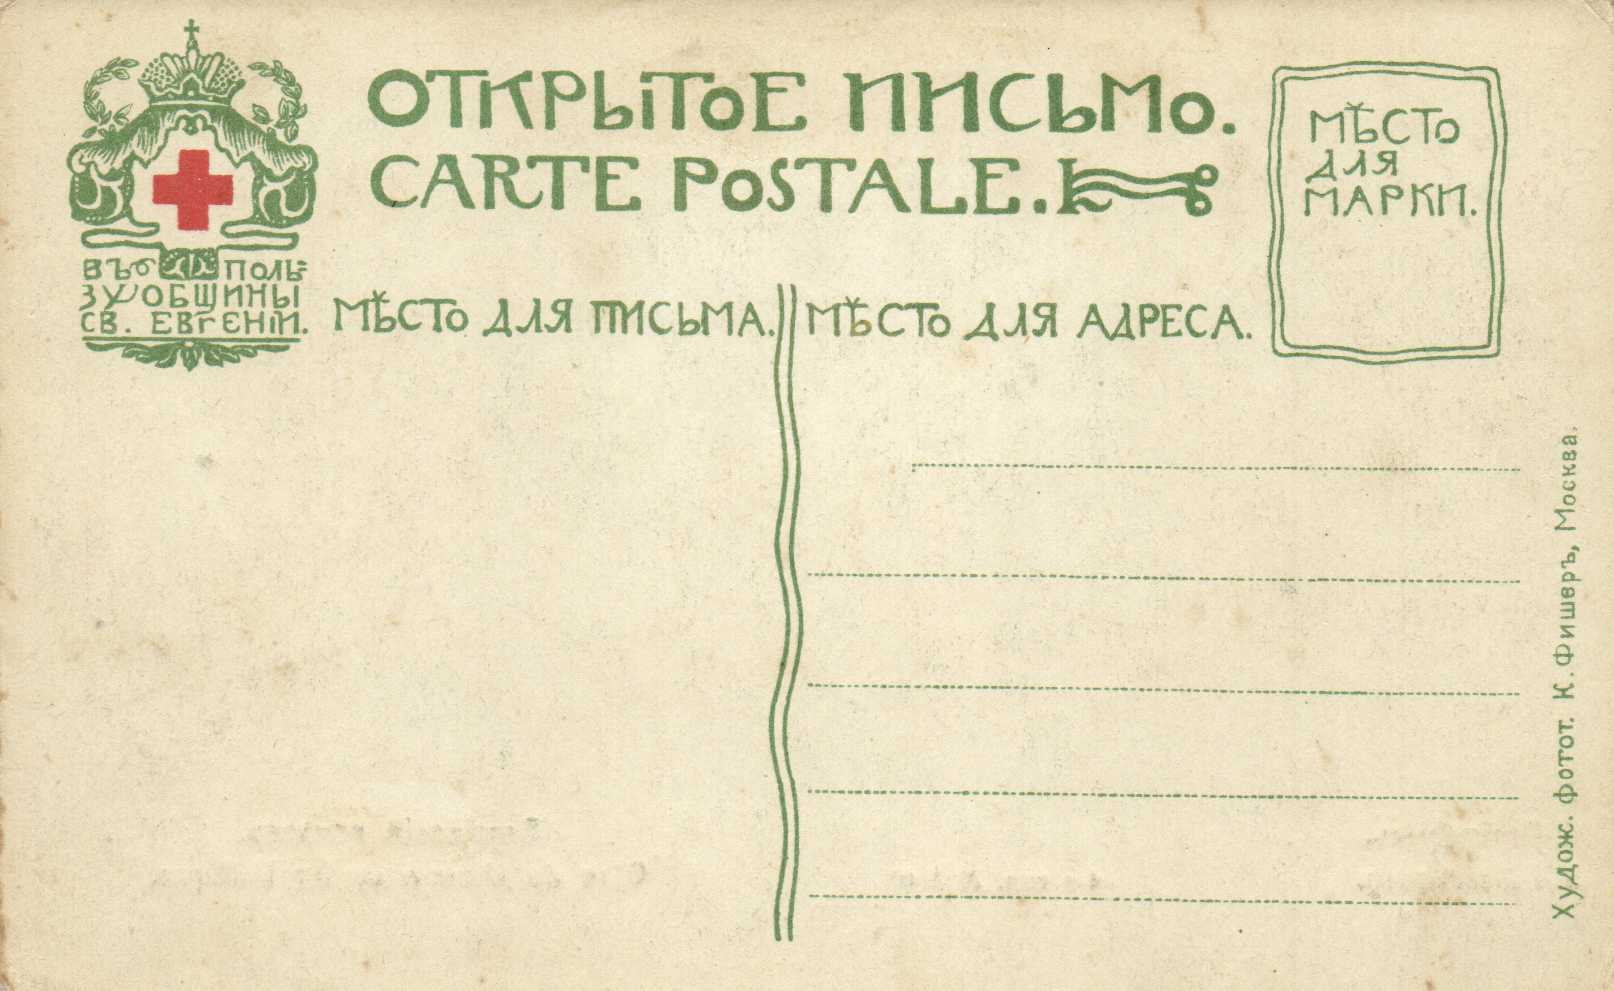 ОТКРЫТОЕ ПИСЬМО.
CARTE POSTALE.
МѢСТО
ДЛЯ
МАРКИ.
ВЪ ПОЛЬ=
ЗУ ОБЩИНЫ
СВ. ЕВГЕНІИ.
МѢСТО ДЛЯ ПИСЬМА.
МѢСТО ДЛЯ АДРЕСА.
Худож. фотот. К. Фишеръ, Москва.